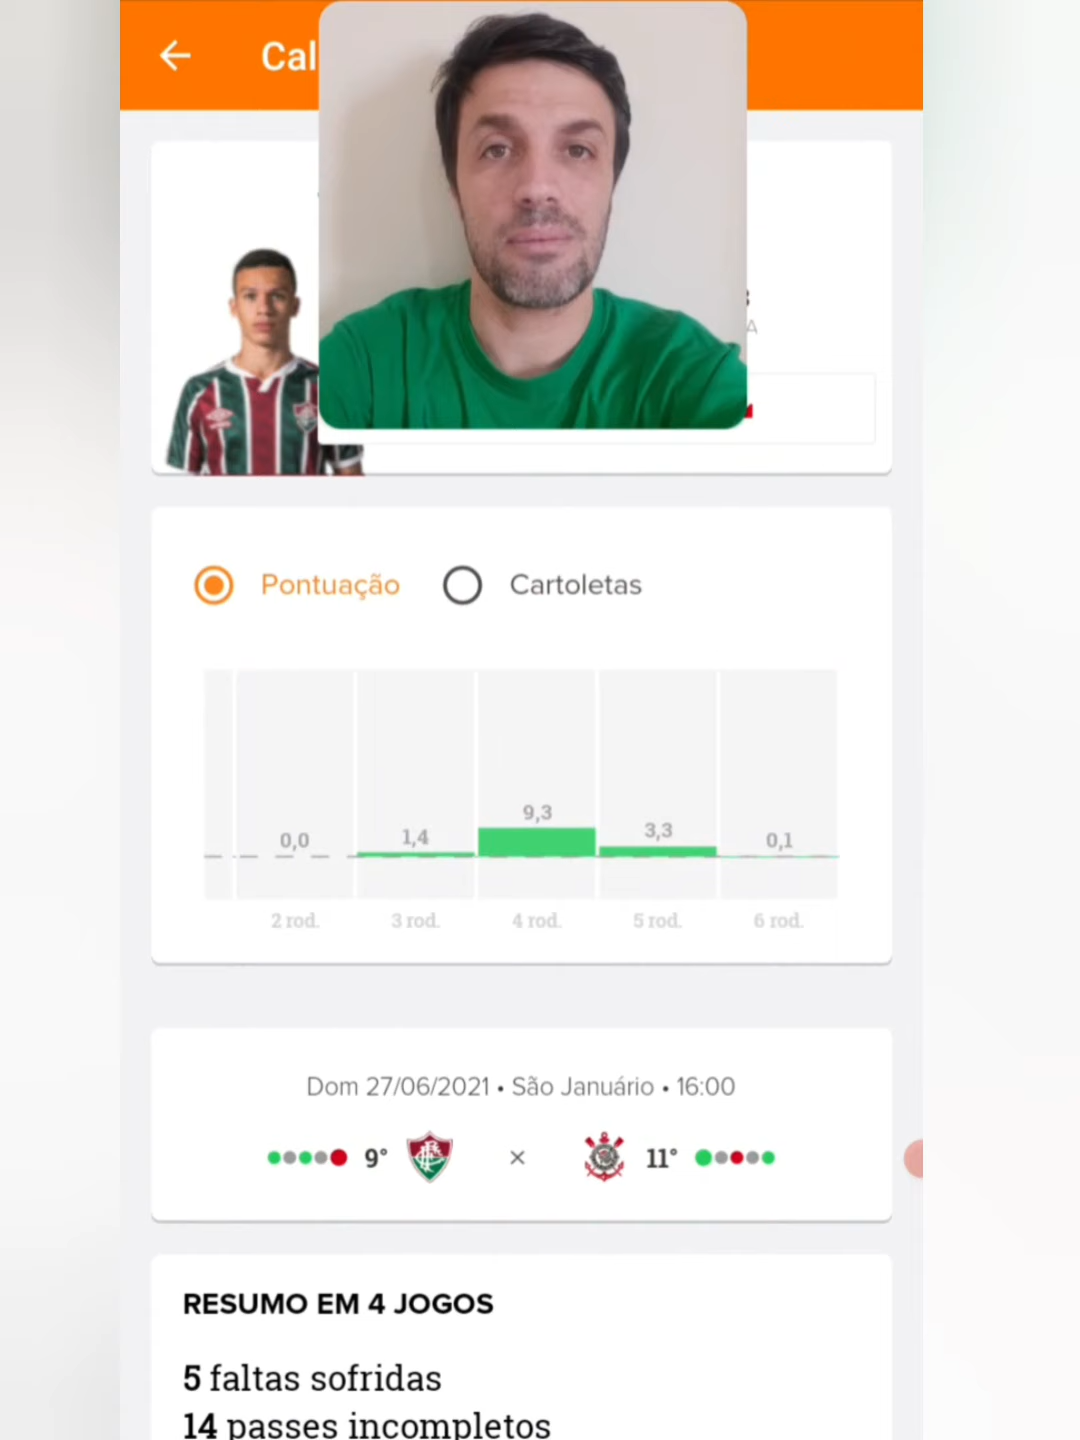 Cal
Pontuação Cartoletas
0,0 1,4 9,3 3,3 0,1
2 rod. 3 rod. 4 rod. 5 rod. 6 rod.
Dom 27/06/2021 • São Januário • 16:00
9° × 11°
RESUMO EM 4 JOGOS
5 faltas sofridas
14 passes incompletos